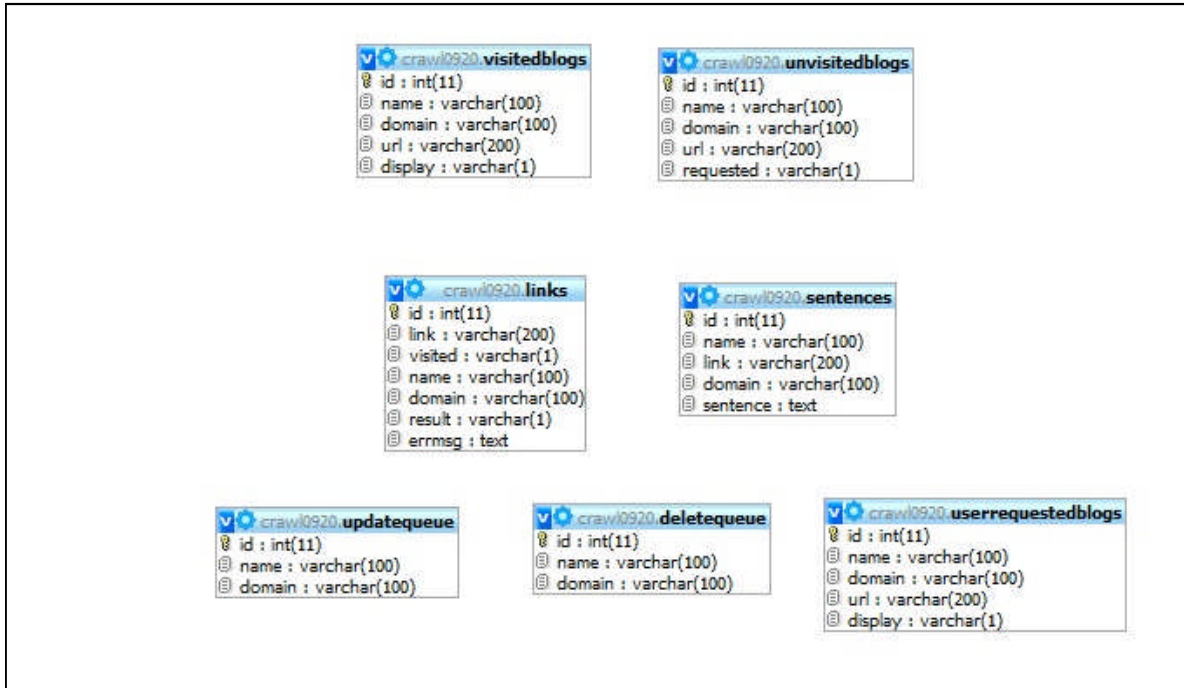 v crawl0920.visitedblogs
id : int(11)
name : varchar(100)
domain : varchar(100)
url : varchar(200)
display : varchar(1)
v crawl0920.unvisitedblogs
id : int(11)
name : varchar(100)
domain : varchar(100)
url : varchar(200)
requested : varchar(1)
v crawl0920.links
id : int(11)
link : varchar(200)
visited : varchar(1)
name : varchar(100)
domain : varchar(100)
result : varchar(1)
errmsg : text
v crawl0920.sentences
id : int(11)
name : varchar(100)
link : varchar(200)
domain : varchar(100)
sentence : text
v crawl0920.updatequeue
id : int(11)
name : varchar(100)
domain : varchar(100)
v crawl0920.deletequeue
id : int(11)
name : varchar(100)
domain : varchar(100)
v crawl0920.userrequestedblogs
id : int(11)
name : varchar(100)
domain : varchar(100)
url : varchar(200)
display : varchar(1)